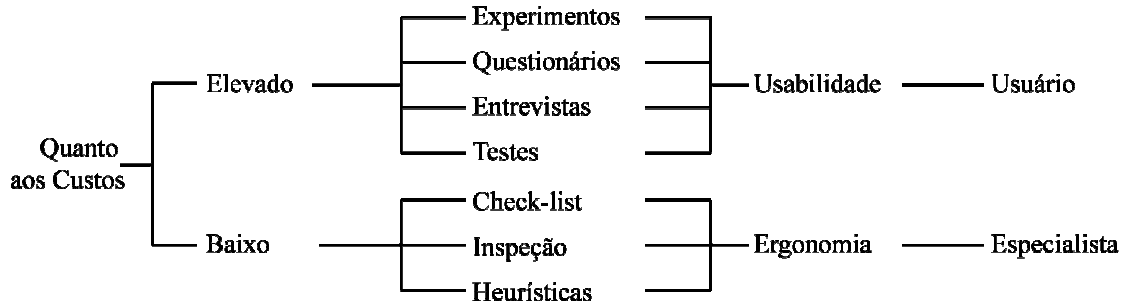 Quanto
aos Custos
Elevado
Experimentos
Questionários
Entrevistas
Testes
Usabilidade
Usuário
Baixo
Check-list
Inspeção
Heurísticas
Ergonomia
Especialista